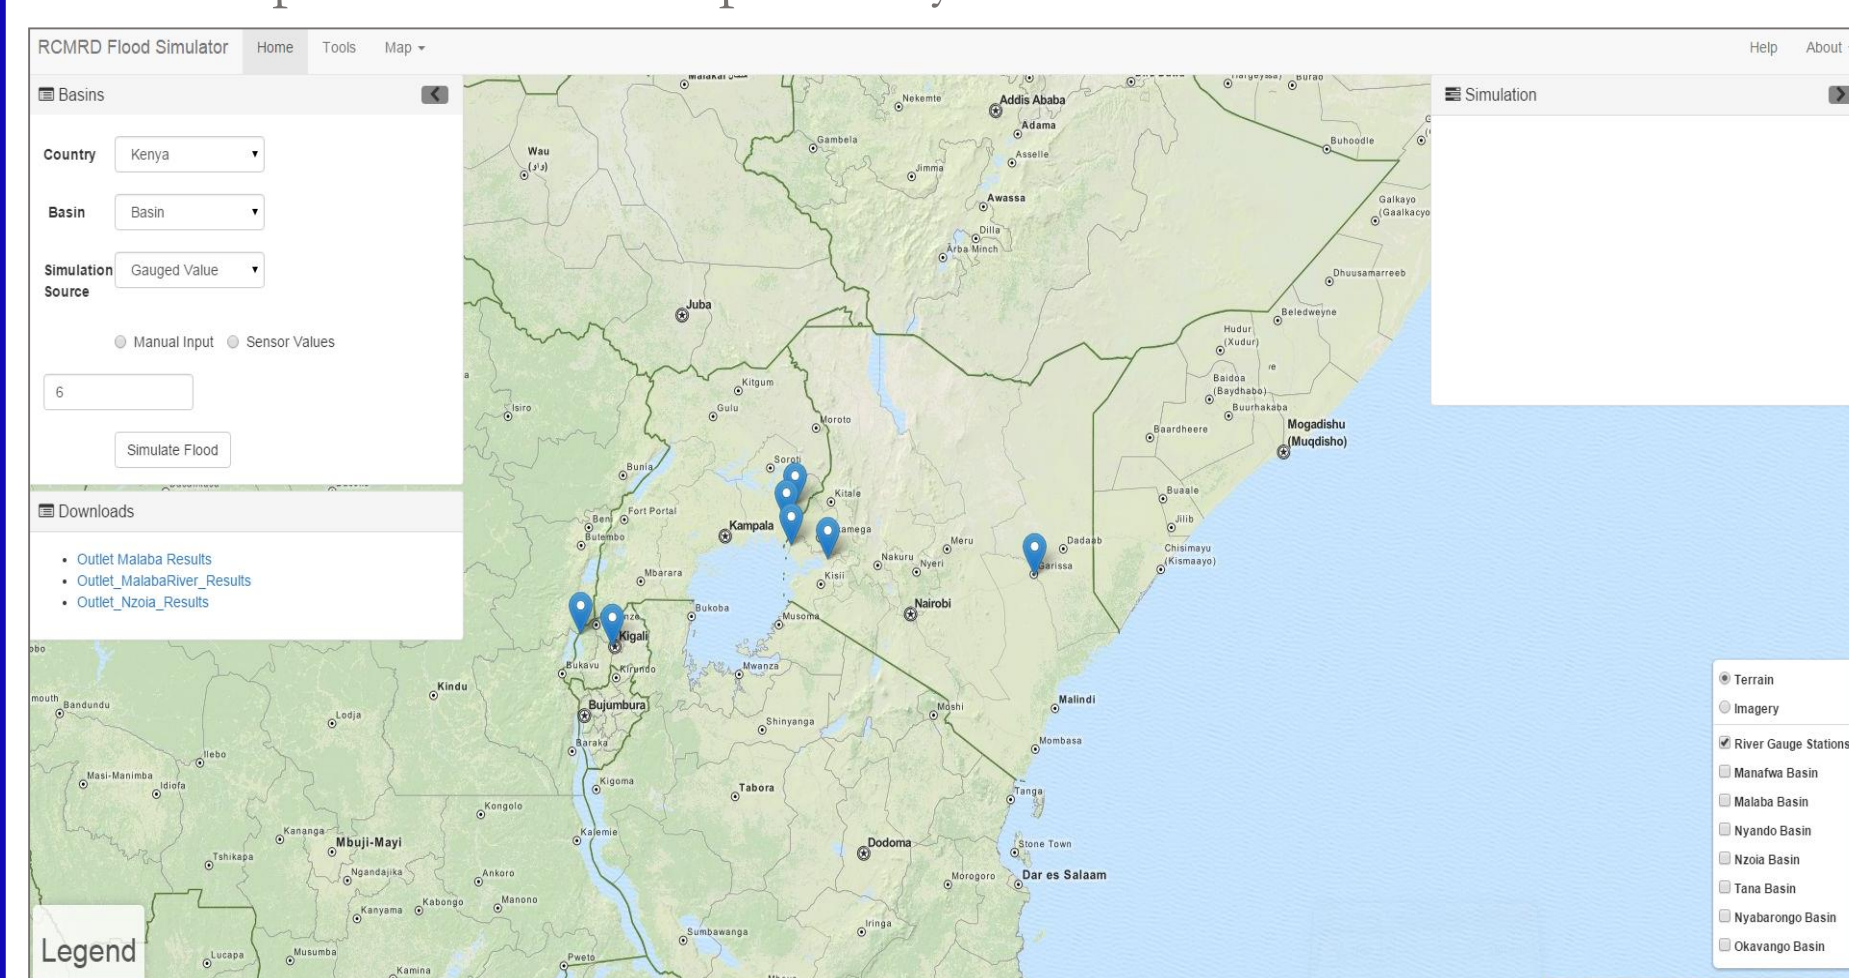 RCMRD Flood Simulator
Home
Tools
Map
Help
About
Basins
Country
Kenya
Basin
Basin
Simulation
Source
Gauged Value
Manual Input
Sensor Values
6
Simulate Flood
Downloads
Outlet Malaba Results
Outlet_MalabaRiver_Results
Outlet_Nzoia_Results
Simulation
Malakal
Nekemte
Addis Ababa
Adama
Burao
Buhoodle
Gambela
Wau
(واو)
Asselle
Jimma
Awassa
Galkayo
(Gaalkacyo
Dilla
Arba Minch
Dhuusamarreeb
Juba
Beledweyne
Hudur
(Xudur)
Baidoa
(Baydhabo)
Buurhakaba
Kitgum
Isiro
Gulu
Moroto
Baardheere
Mogadishu
(Muqdisho)
Bunia
Soroti
Kitale
Buaale
Beni
Fort Portal
Kampala
Jilib
Butembo
Meru
Dadaab
Chisimayu
(Kismaayo)
Nakuru
Nyeri
Mbarara
Kisii
Nairobi
Bukoba
Musoma
Kigali
Bukavu
Kirundo
Mwanza
Kindu
Bandundu
Lodja
Bujumbura
Shinyanga
Moshi
Malindi
Baraka
Mombasa
Ilebo
Masi-Manimba
Idiofa
Kigoma
Tabora
Tanga
Kongolo
Kananga
Mbuji-Mayi
Kalemie
Dodoma
Stone Town
Tshikapa
Ngandajika
Ankoro
Morogoro
Dar es Salaam
Kanyama
Kabongo
Manono
Iringa
Sumbawanga
Lucapa
Musumba
Kamina
Pweto
Legend
Terrain
Imagery
River Gauge Stations
Manafwa Basin
Malaba Basin
Nyando Basin
Nzoia Basin
Tana Basin
Nyabarongo Basin
Okavango Basin